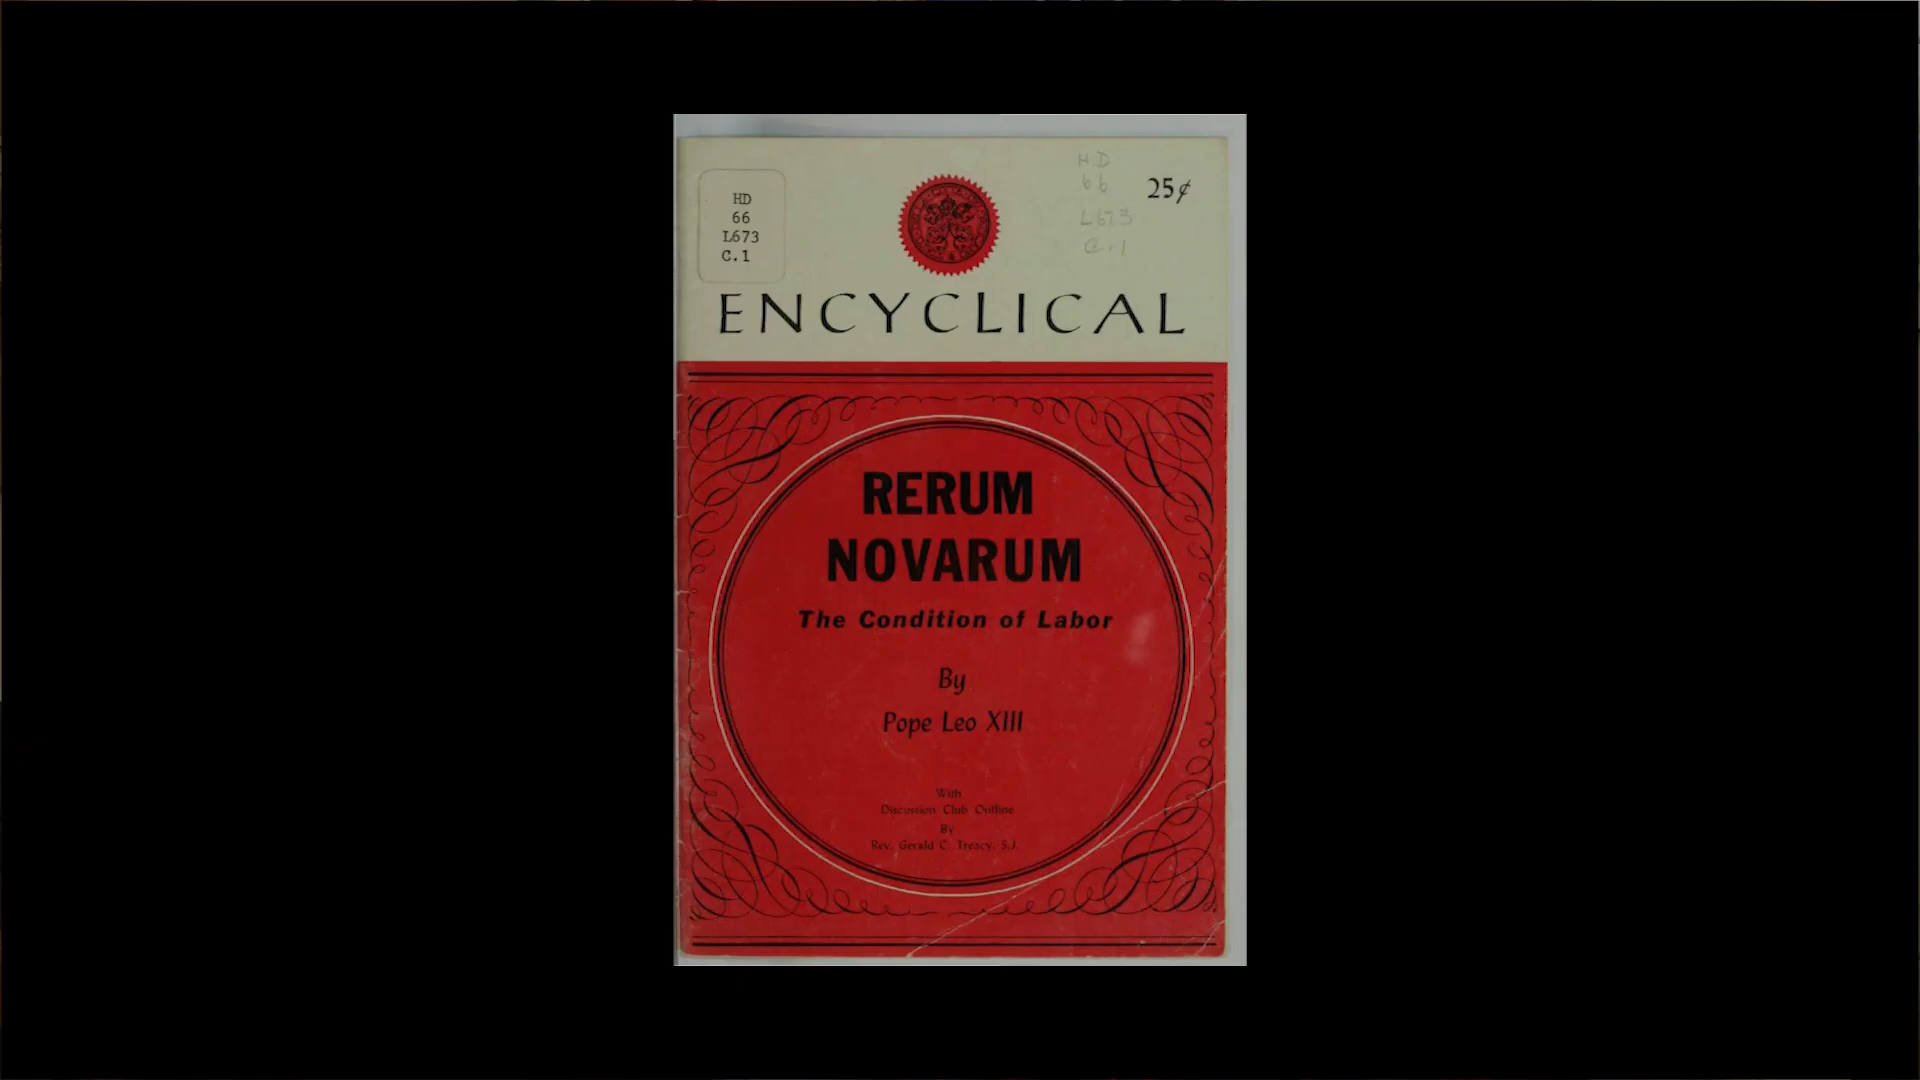 HD
66
L673
C.1
HD
66
L673
C.1
25¢
ENCYCLICAL
RERUM
NOVARUM
The Condition of Labor
By
Pope Leo XIII
With
Discussion Club Outline
By
Rev. Gerald C. Treacy, S.J.